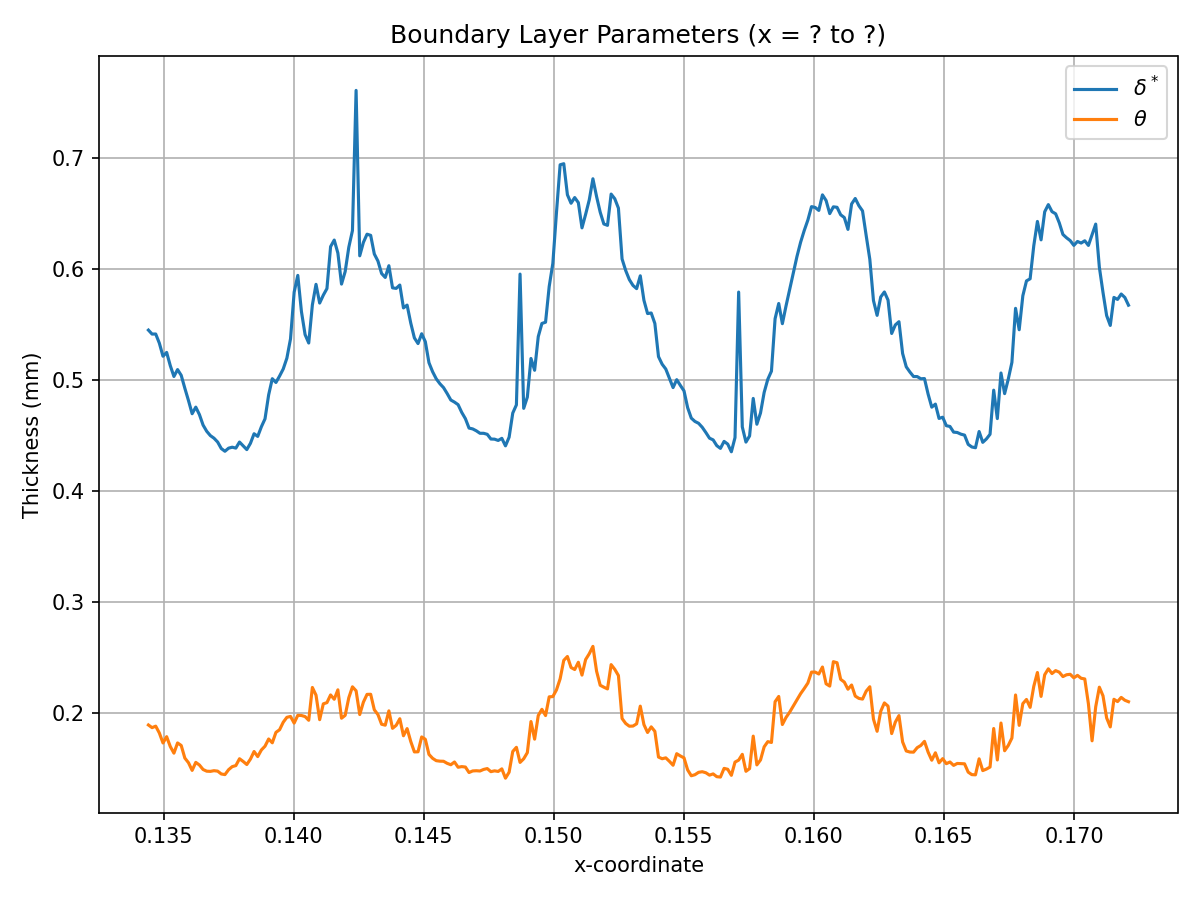 Boundary Layer Parameters (x = ? to ?)
δ*
θ
Thickness (mm)
0.7
0.6
0.5
0.4
0.3
0.2
0.135 0.140 0.145 0.150 0.155 0.160 0.165 0.170
x-coordinate